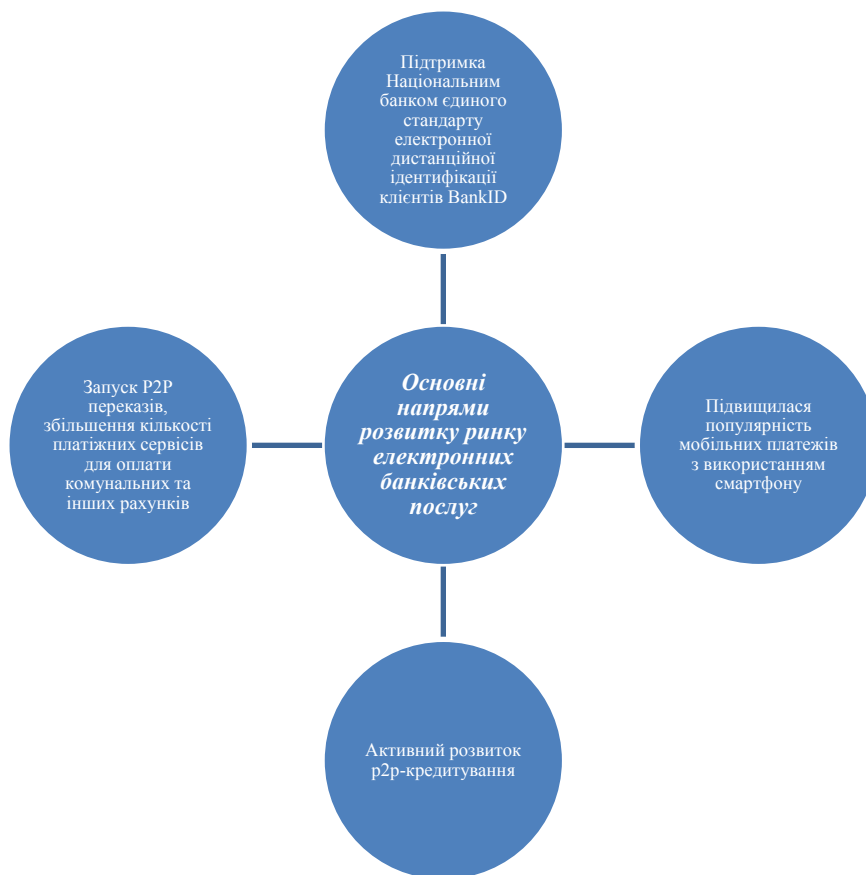 Підтримка
Національним
банком єдиного
стандарту
електронної
дистанційної
ідентифікації
клієнтів BankID
Запуск P2P
переказів,
збільшення кількості
платіжних сервісів
для оплати
комунальних та
інших рахунків
Основні
напрями
розвитку ринку
електронних
банківських
послуг
Підвищилася
популярність
мобільних платежів
з використанням
смартфону
Активний розвиток
p2p-кредитування